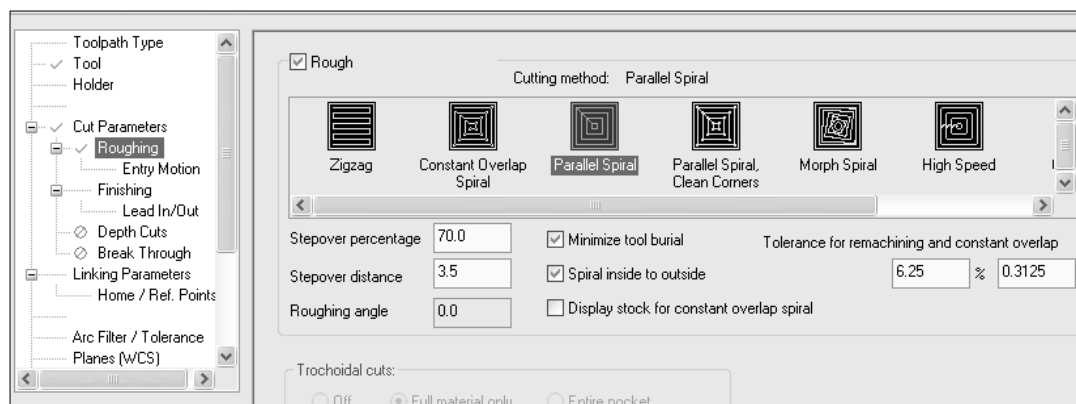 Toolpath Type
Tool
Holder
Cut Parameters
Roughing
Entry Motion
Finishing
Lead In/Out
Depth Cuts
Break Through
Linking Parameters
Home / Ref. Points
Arc Filter / Tolerance
Planes (WCS)
Rough
Cutting method: Parallel Spiral
Zigzag
Constant Overlap
Spiral
Parallel Spiral
Parallel Spiral,
Clean Corners
Morph Spiral
High Speed
Stepover percentage 70.0
Minimize tool burial
Tolerance for remachining and constant overlap
Stepover distance 3.5
Spiral inside to outside
6.25 % 0.3125
Roughing angle 0.0
Display stock for constant overlap spiral
Trochoidal cuts:
Off Full material only Entire pocket